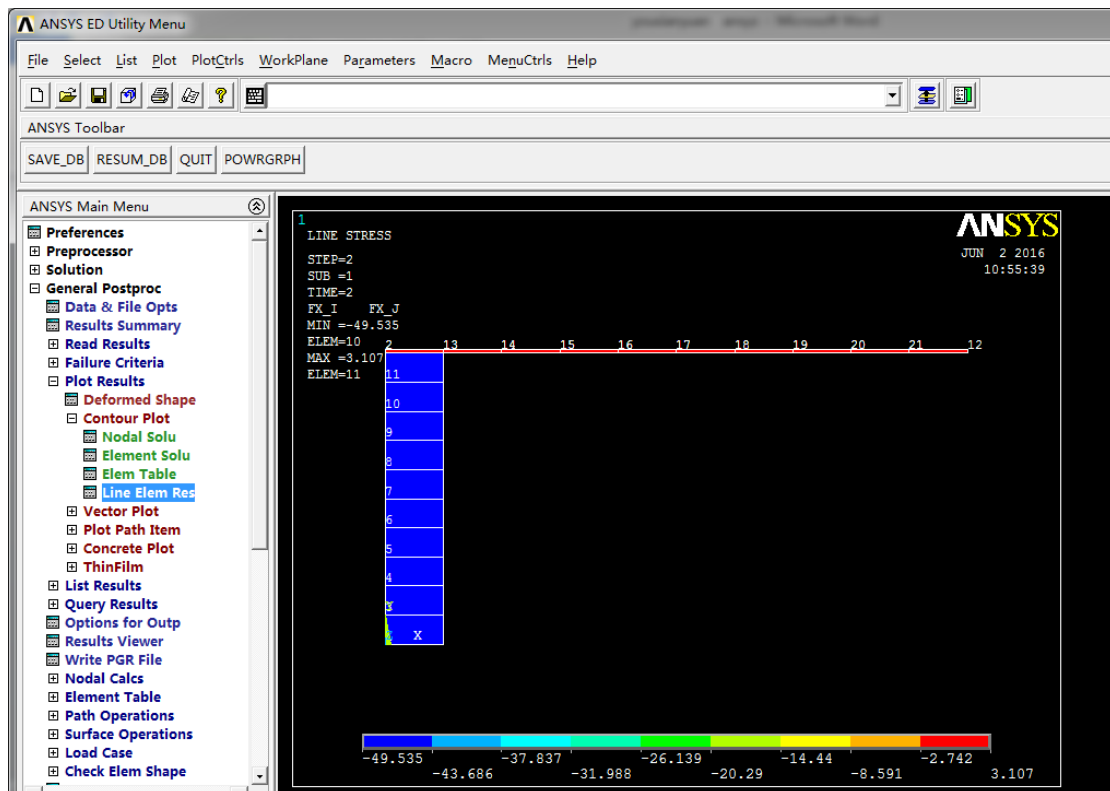 ANSYS ED Utility Menu
File Select List Plot PlotCtrls WorkPlane Parameters Macro MenuCtrls Help
ANSYS Toolbar
SAVE_DB RESUM_DB QUIT POWRGRPH
ANSYS Main Menu
Preferences
Preprocessor
Solution
General Postproc
Data & File Opts
Results Summary
Read Results
Failure Criteria
Plot Results
Deformed Shape
Contour Plot
Nodal Solu
Element Solu
Elem Table
Line Elem Res
Vector Plot
Plot Path Item
Concrete Plot
ThinFilm
List Results
Query Results
Options for Outp
Results Viewer
Write PGR File
Nodal Calcs
Element Table
Path Operations
Surface Operations
Load Case
Check Elem Shape
1
LINE STRESS
STEP=2
SUB =1
TIME=2
FX_I FX_J
MIN =-49.535
ELEM=10
MAX =3.107
ELEM=11
ANSYS
JUN 2 2016
10:55:39
2 13 14 15 16 17 18 19 20 21 12
11
10
9
8
7
6
5
4
X
-49.535 -37.837 -26.139 -14.44 -2.742
-43.686 -31.988 -20.29 -8.591 3.107